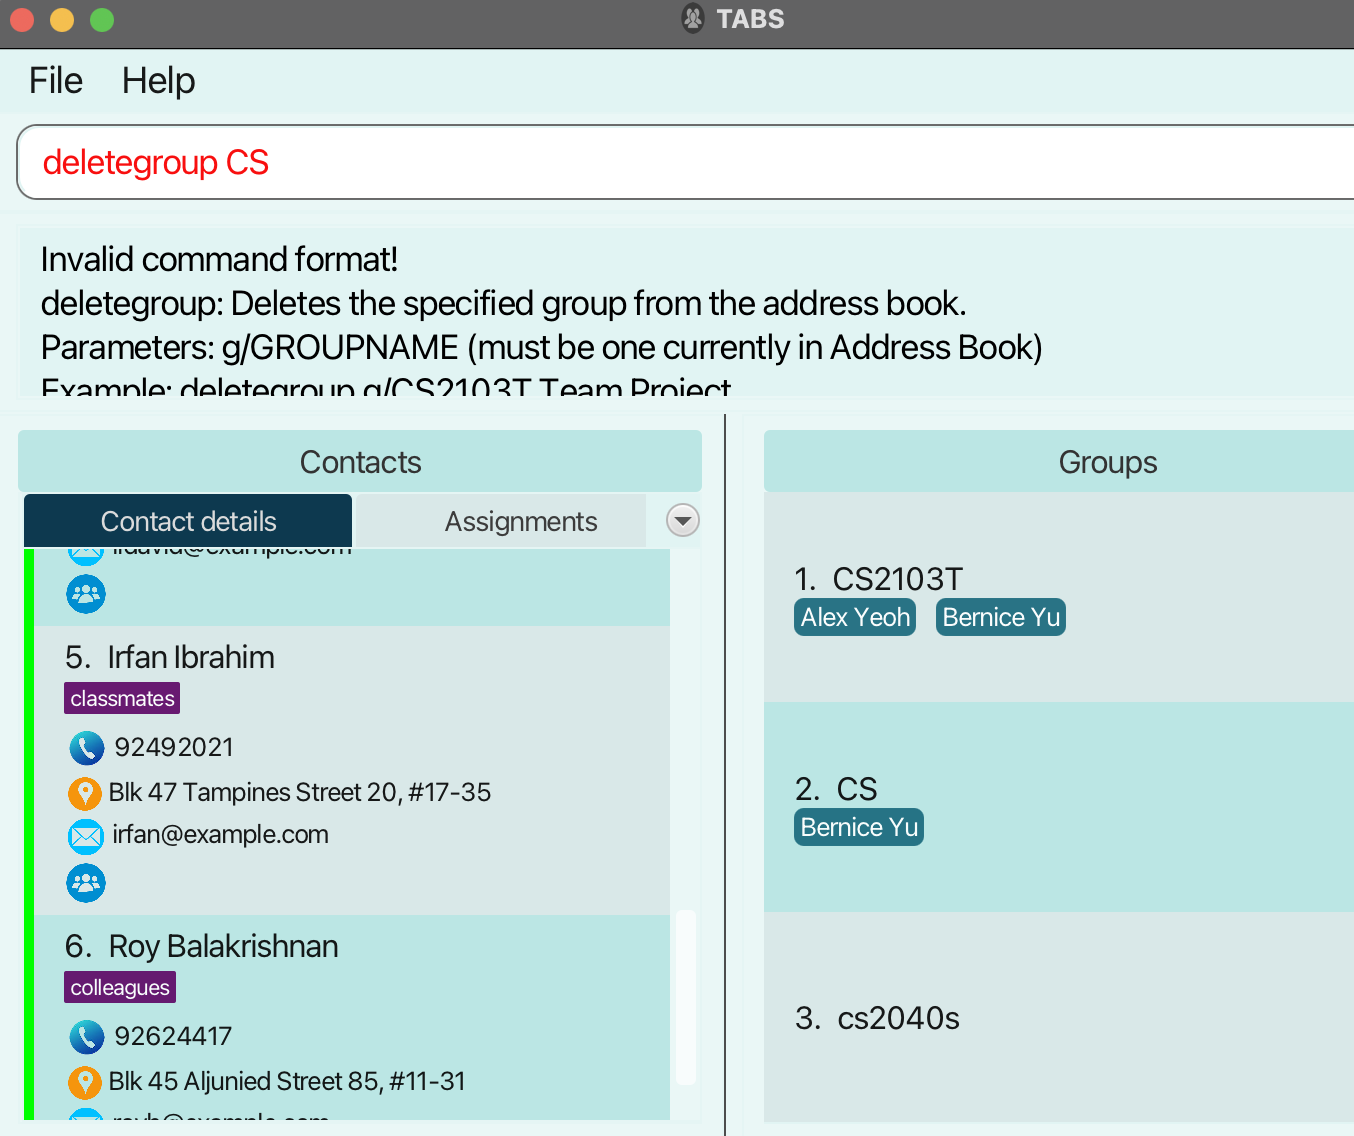 TABS
File Help
deletegroup CS
Invalid command format!
deletegroup: Deletes the specified group from the address book.
Parameters: g/GROUPNAME (must be one currently in Address Book)
Example: deletegroup g/CS2103T Team Project
Contacts
Contact details Assignments
5. Irfan Ibrahim
classmates
92492021
Blk 47 Tampines Street 20, #17-35
irfan@example.com
6. Roy Balakrishnan
colleagues
92624417
Blk 45 Aljunied Street 85, #11-31
Groups
1. CS2103T
Alex Yeoh Bernice Yu
2. CS
Bernice Yu
3. cs2040s